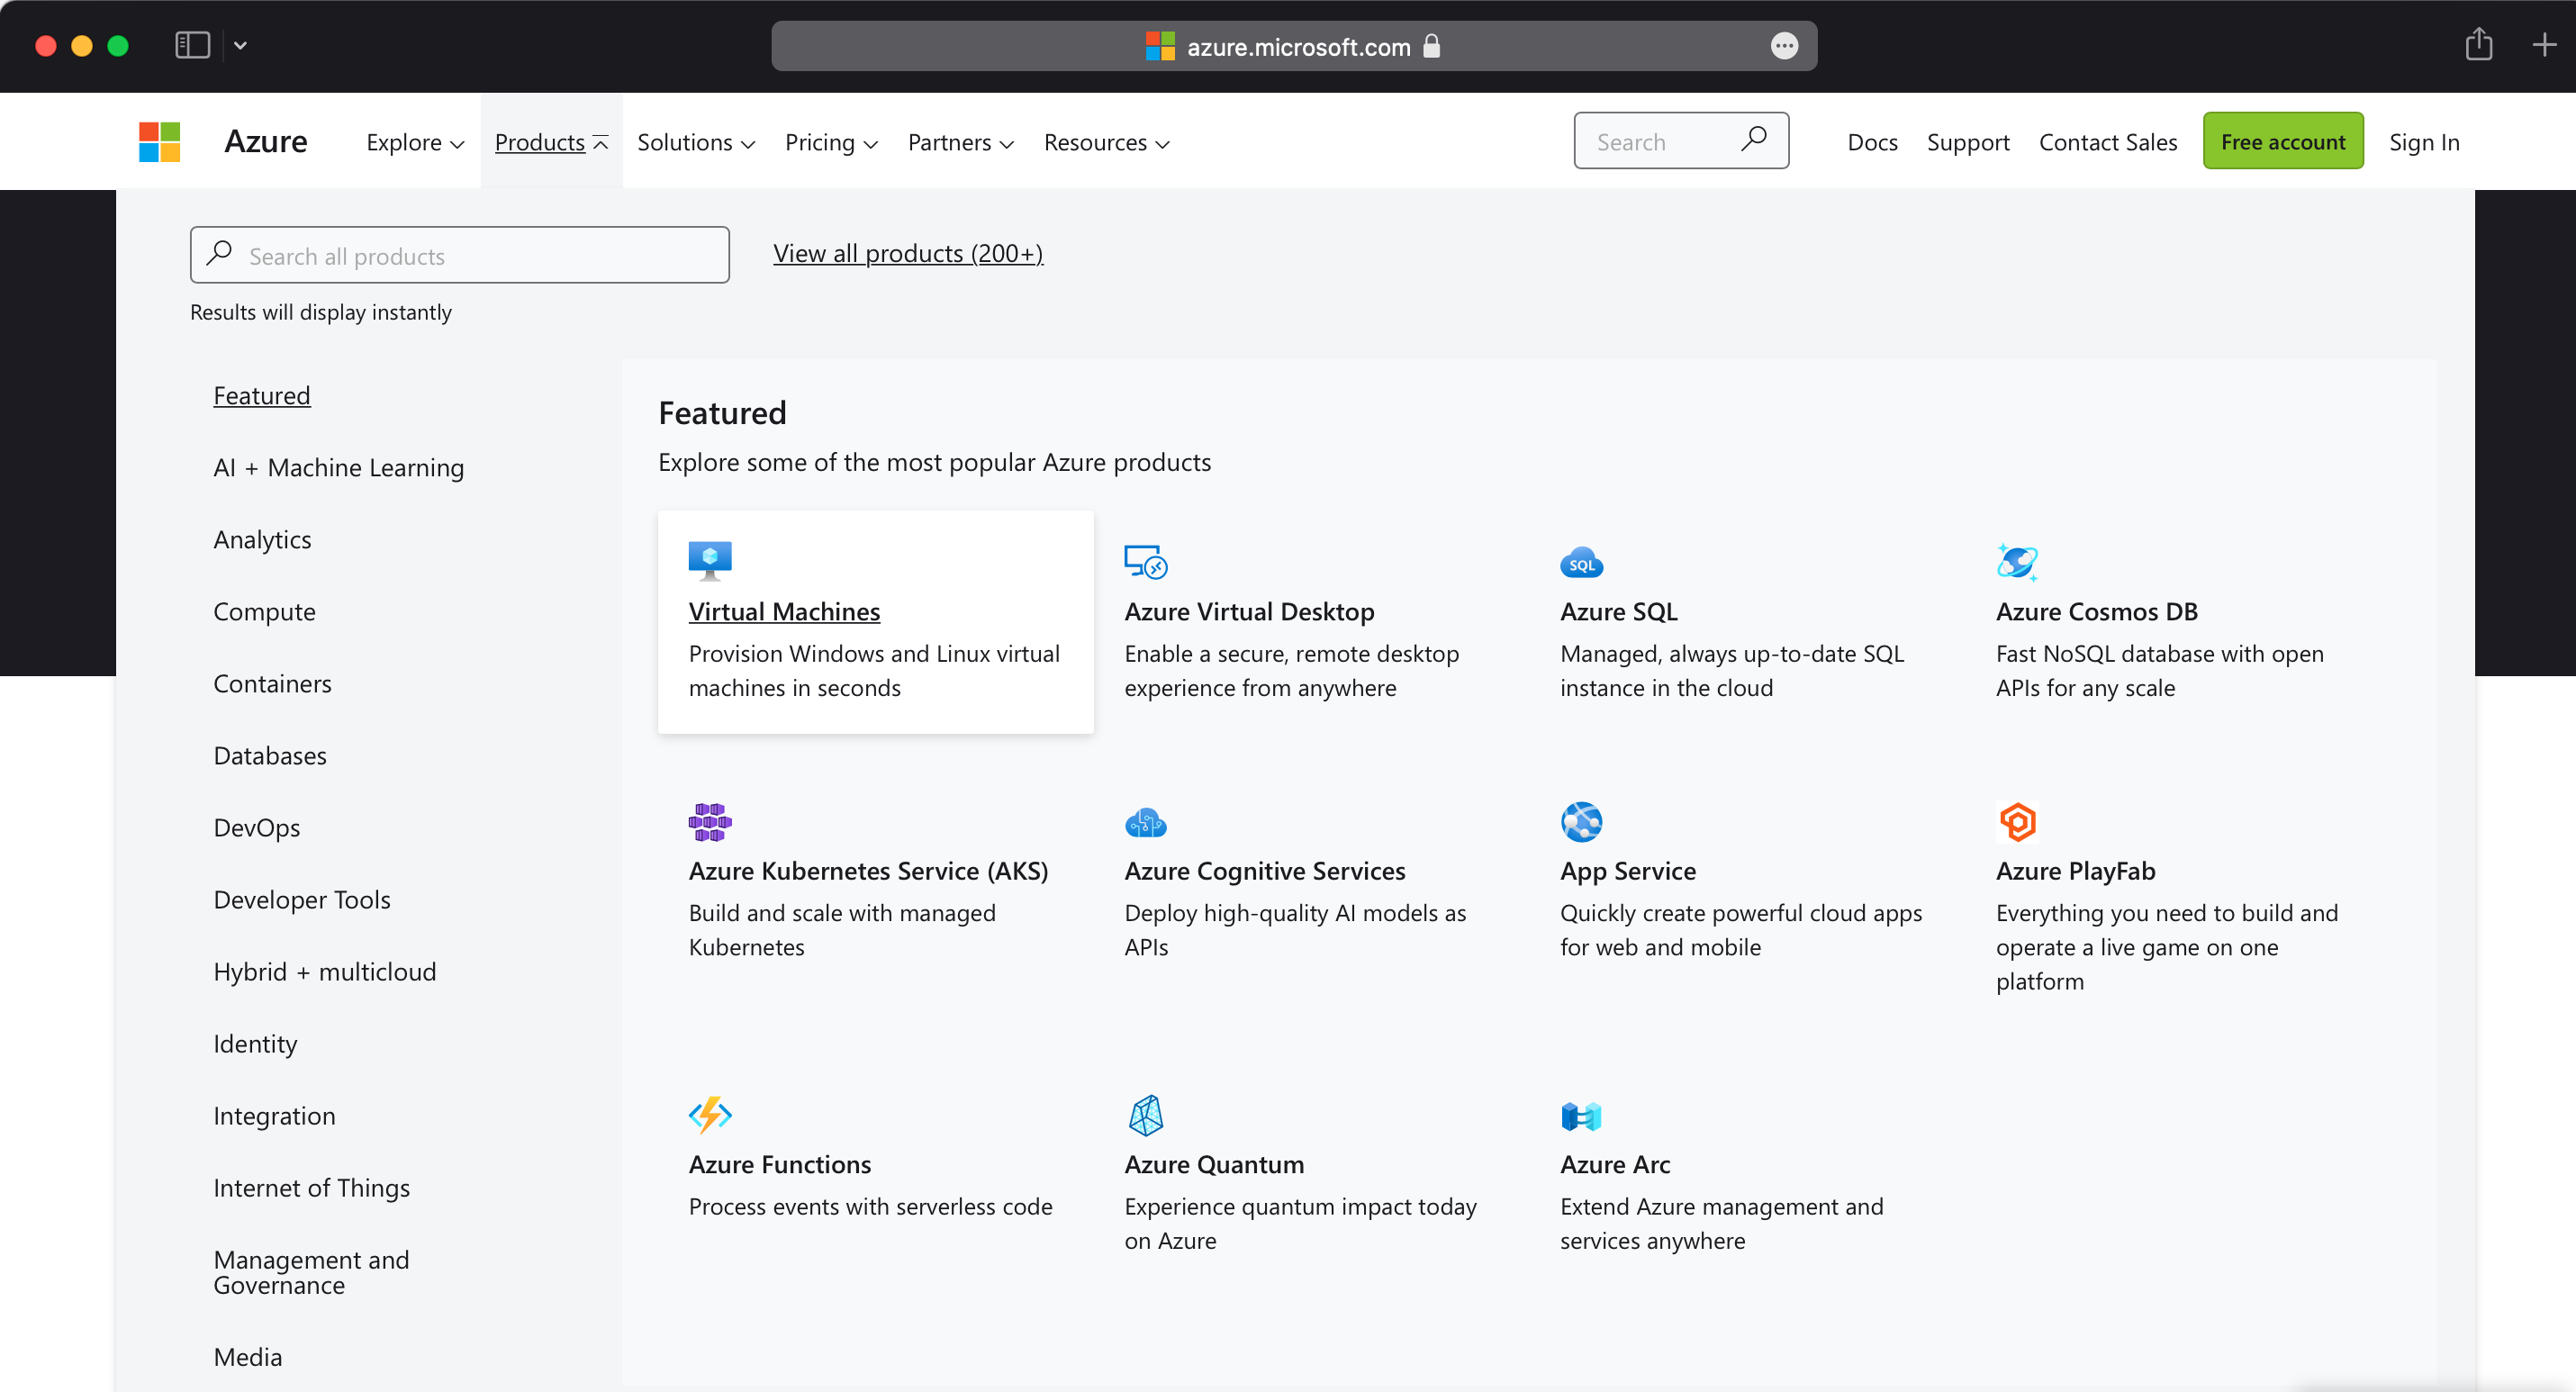 azure.microsoft.com
Azure
Explore
Products
Solutions
Pricing
Partners
Resources
Search
Docs
Support
Contact Sales
Free account
Sign In
Search all products
View all products (200+)
Results will display instantly
Featured
AI + Machine Learning
Analytics
Compute
Containers
Databases
DevOps
Developer Tools
Hybrid + multicloud
Identity
Integration
Internet of Things
Management and
Governance
Media
Featured
Explore some of the most popular Azure products
Virtual Machines
Provision Windows and Linux virtual
machines in seconds
Azure Virtual Desktop
Enable a secure, remote desktop
experience from anywhere
SQL
Azure SQL
Managed, always up-to-date SQL
instance in the cloud
Azure Cosmos DB
Fast NoSQL database with open
APIs for any scale
Azure Kubernetes Service (AKS)
Build and scale with managed
Kubernetes
Azure Cognitive Services
Deploy high-quality AI models as
APIs
App Service
Quickly create powerful cloud apps
for web and mobile
Azure PlayFab
Everything you need to build and
operate a live game on one
platform
Azure Functions
Process events with serverless code
Azure Quantum
Experience quantum impact today
on Azure
Azure Arc
Extend Azure management and
services anywhere